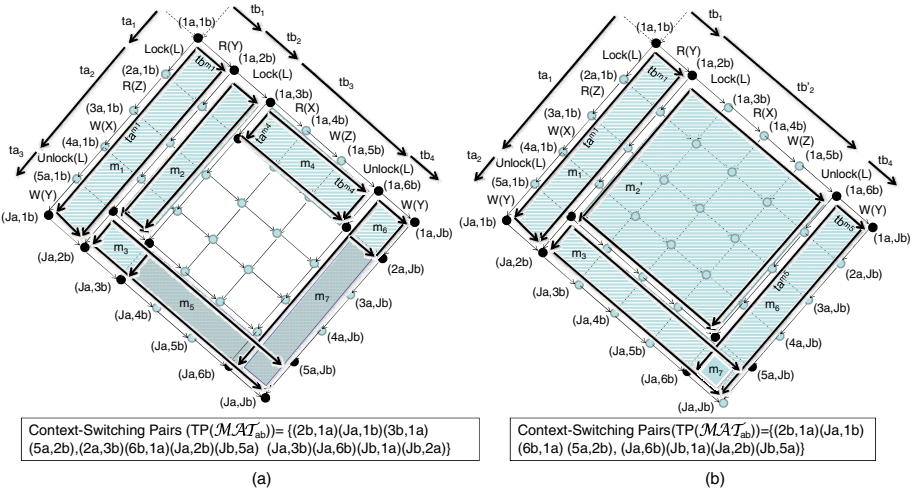 ta1
(1a,1b)
tb1
Lock(L)
R(Y)
tb2
ta2
(2a,1b)
tbm1
(1a,2b)
R(Z)
Lock(L)
(3a,1b)
(1a,3b)
tb3
W(X)
tam1
R(X)
(4a,1b)
(1a,4b)
ta3
Unlock(L)
tam4
W(Z)
(5a,1b)
m1
m2
m4
(1a,5b)
W(Y)
tbm4
Unlock(L)
tb4
(1a,6b)
(Ja,1b)
m6
W(Y)
(1a,Jb)
(Ja,2b)
m3
(2a,Jb)
(Ja,3b)
m5
m7
(3a,Jb)
(Ja,4b)
(4a,Jb)
(Ja,5b)
(Ja,6b)
(5a,Jb)
(Ja,Jb)
Context-Switching Pairs (TP(MATab))= {(2b,1a)(Ja,1b)(3b,1a)
(5a,2b),(2a,3b)(6b,1a)(Ja,2b)(Jb,5a) (Ja,3b)(Ja,6b)(Jb,1a)(Jb,2a)}
(a)
(1a,1b)
tb1
ta1
Lock(L)
R(Y)
(2a,1b)
tbm1
(1a,2b)
R(Z)
Lock(L)
tb'2
(3a,1b)
(1a,3b)
W(X)
tam1
R(X)
(4a,1b)
(1a,4b)
ta2
Unlock(L)
W(Z)
(5a,1b)
m1
m2'
(1a,5b)
W(Y)
Unlock(L)
tb4
(1a,6b)
(Ja,1b)
tbm5
W(Y)
(1a,Jb)
(Ja,2b)
m3
(2a,Jb)
(Ja,3b)
tam5
m6
(3a,Jb)
(Ja,4b)
(4a,Jb)
(Ja,5b)
(Ja,6b)
m7
(5a,Jb)
(Ja,Jb)
Context-Switching Pairs(TP(MATab))={(2b,1a)(Ja,1b)
(6b,1a) (5a,2b), (Ja,6b)(Jb,1a)(Ja,2b)(Jb,5a)}
(b)